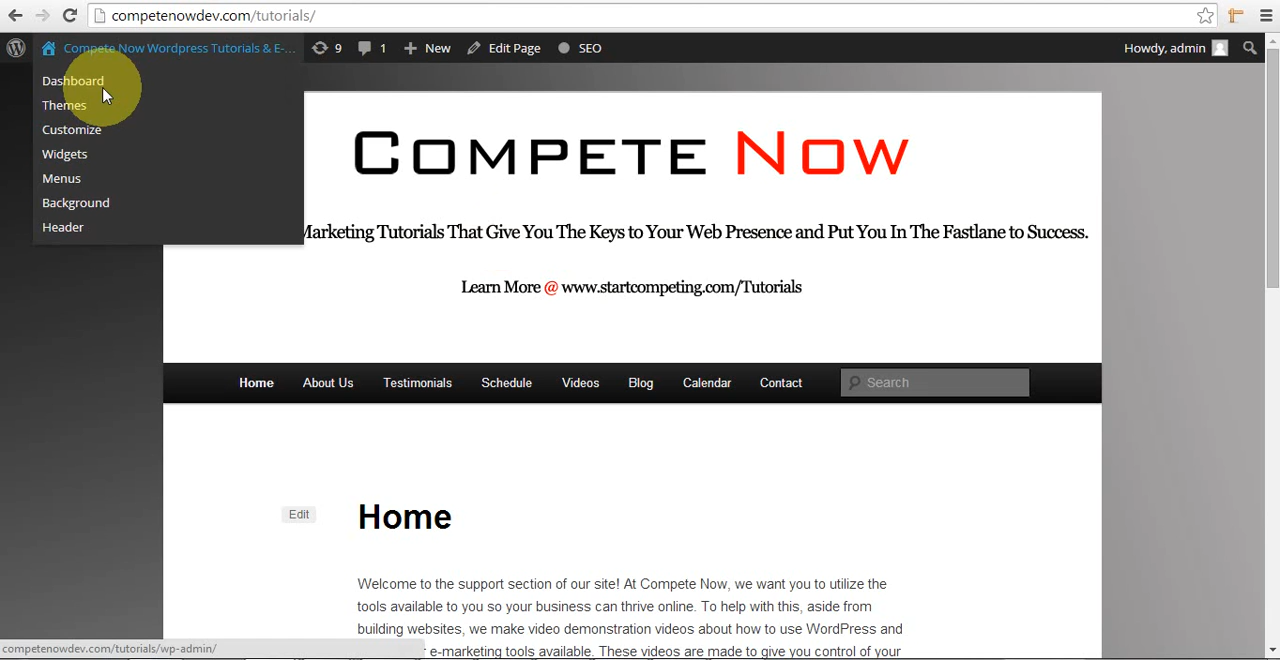 competenowdev.com/tutorials/
Compete Now Wordpress Tutorials & E-... 9 1 New Edit Page SEO Howdy, admin
Dashboard
Themes
Customize
Widgets
Menus
Background
Header
Compete Now
Marketing Tutorials That Give You The Keys to Your Web Presence and Put You In The Fastlane to Success.
Learn More @ www.startcompeting.com/Tutorials
Home About Us Testimonials Schedule Videos Blog Calendar Contact Search
Edit
Home
Welcome to the support section of our site! At Compete Now, we want you to utilize the
tools available to you so your business can thrive online. To help with this, aside from
building websites, we make video demonstration videos about how to use WordPress and
e-marketing tools available. These videos are made to give you control of your
competenowdev.com/tutorials/wp-admin/